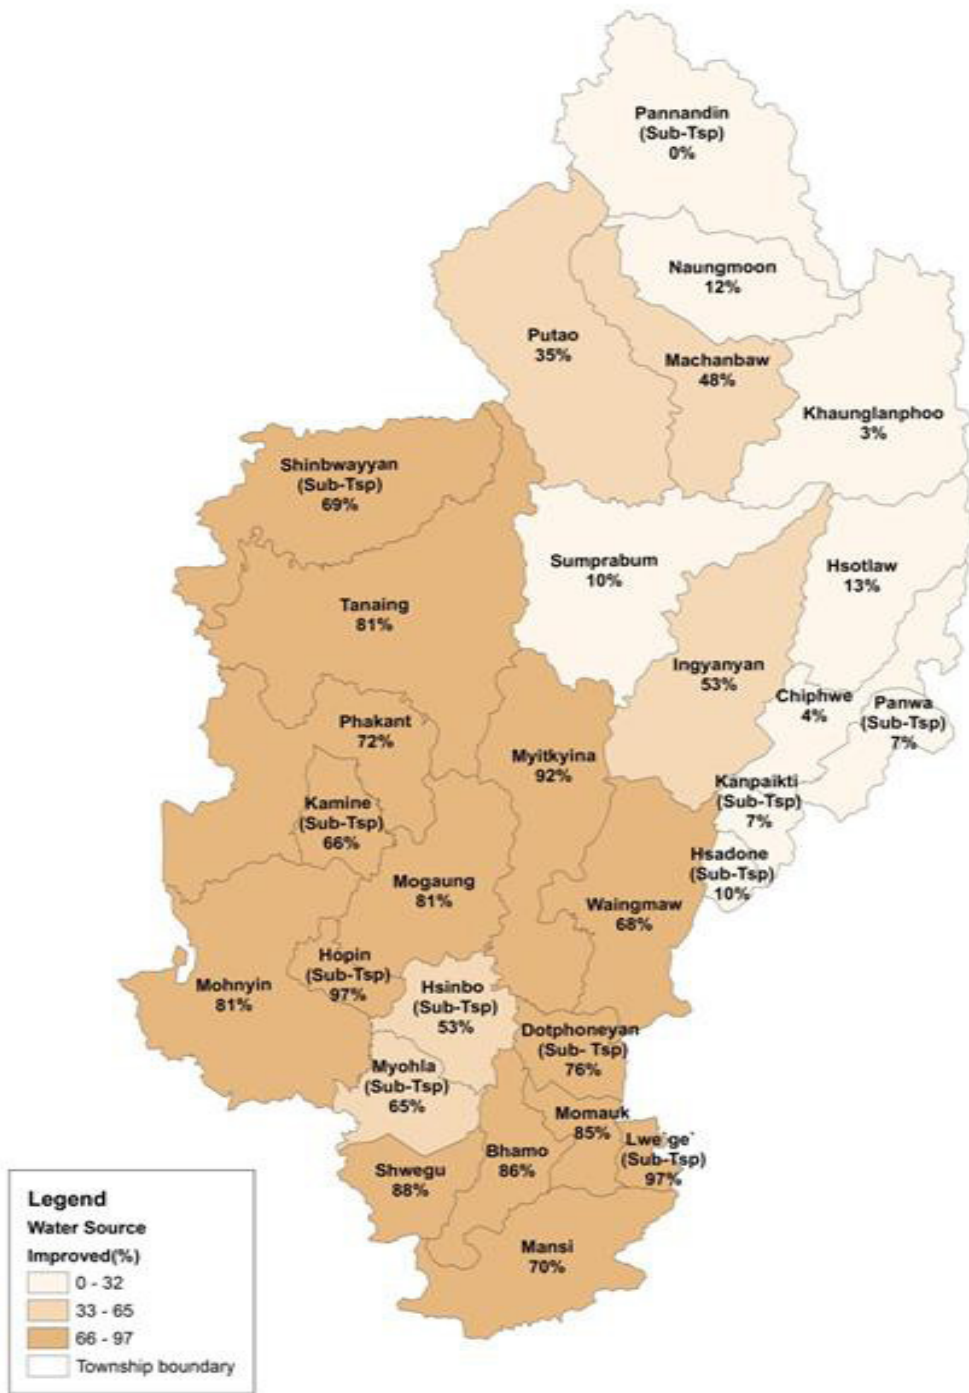 Pannandin
(Sub-Tsp)
0%
Naungmoon
12%
Putao
35%
Machanbaw
48%
Khaunglanphoo
3%
Shinbwayyan
(Sub-Tsp)
69%
Sumprabum
10%
Hsotlaw
13%
Tanaing
81%
Ingyanyan
53%
Chiphwe
4%
Panwa
(Sub-Tsp)
7%
Phakant
72%
Myitkyina
92%
Kanpaikti
(Sub-Tsp)
7%
Kamine
(Sub-Tsp)
66%
Hsadone
(Sub-Tsp)
10%
Mogaung
81%
Waingmaw
68%
Hopin
(Sub-Tsp)
97%
Mohnyin
81%
Hsinbo
(Sub-Tsp)
53%
Dotphoneyan
(Sub- Tsp)
76%
Myohla
(Sub-Tsp)
65%
Momauk
85%
Lwe`ge`
(Sub-Tsp)
97%
Bhamo
86%
Shwegu
88%
Mansi
70%
Legend
Water Source
Improved(%)
0 - 32
33 - 65
66 - 97
Township boundary